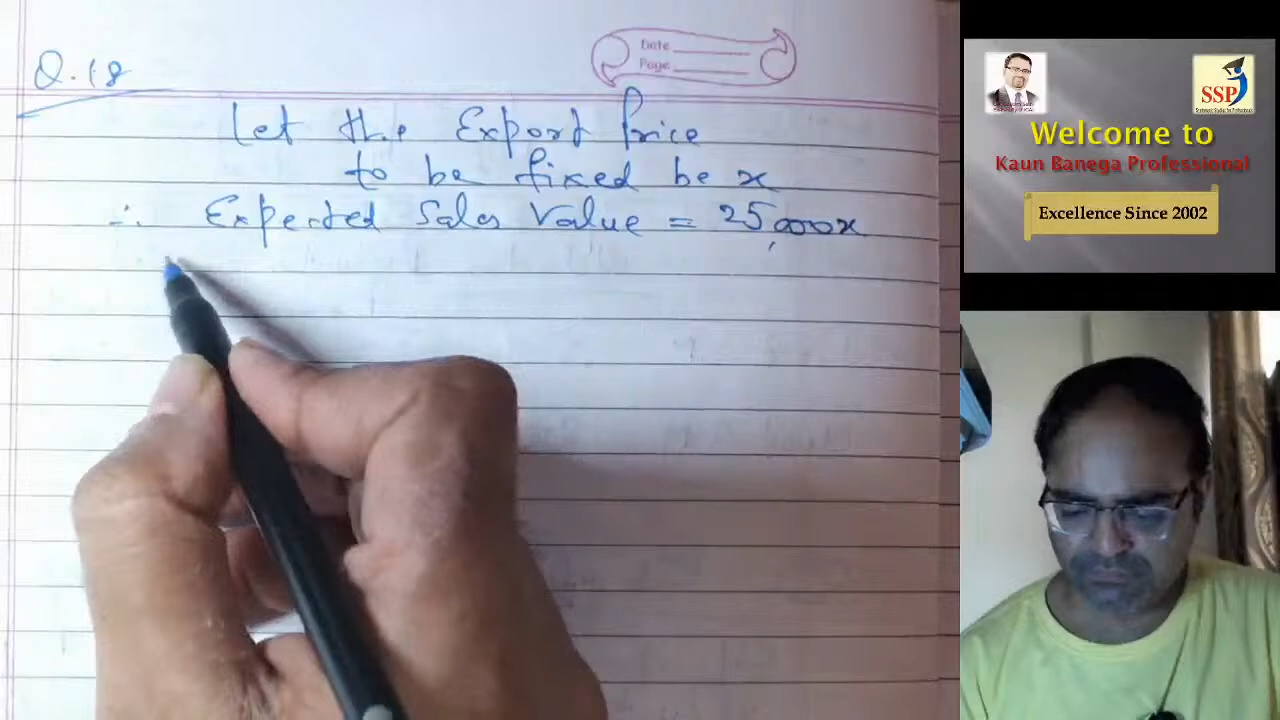 Q.18
Date
Page
Let the Export Price
to be fixed be x
∴ Expected Sales Value = 25,000x
SSP
Welcome to
Kaun Banega Professional
Excellence Since 2002